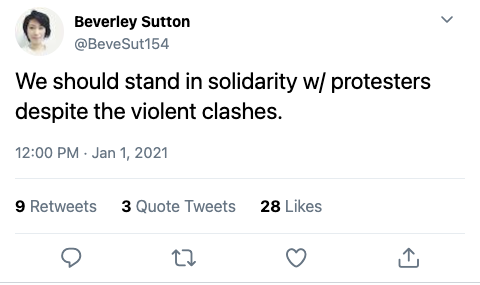 Beverley Sutton
@BeveSut154
We should stand in solidarity w/ protesters
despite the violent clashes.
12:00 PM · Jan 1, 2021
9 Retweets 3 Quote Tweets 28 Likes